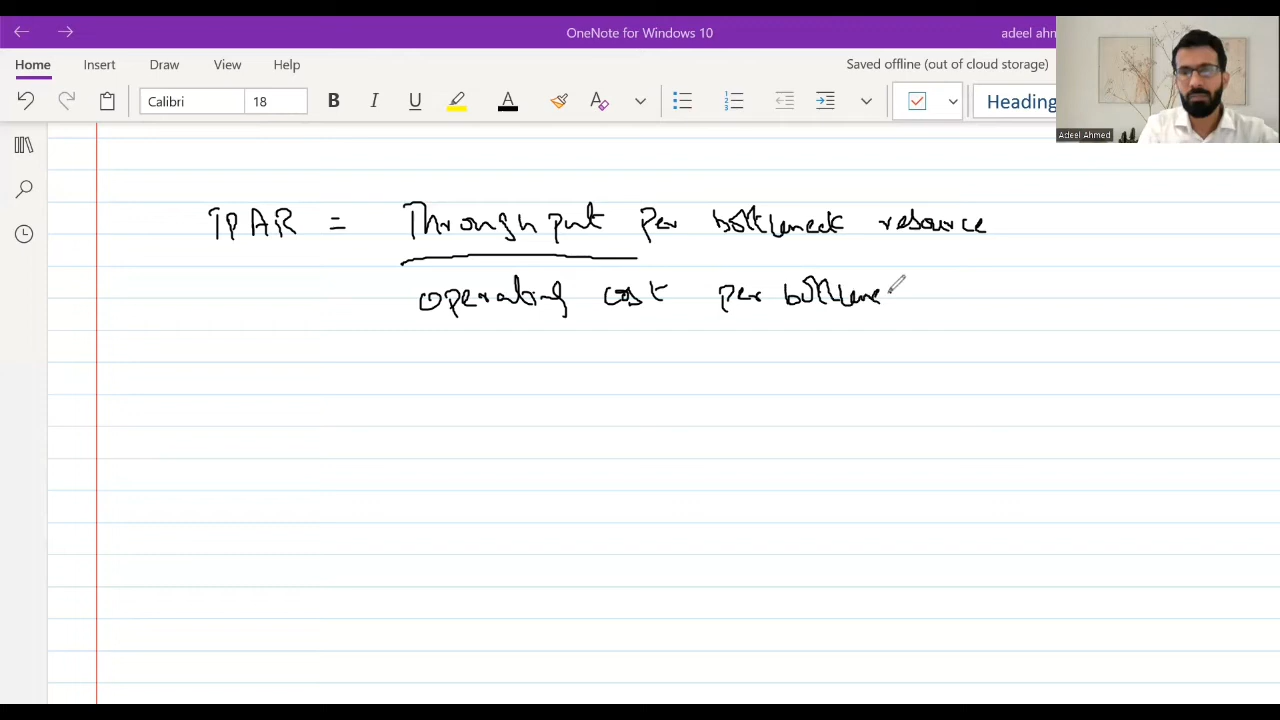 OneNote for Windows 10
adeel ahm
Home Insert Draw View Help
Saved offline (out of cloud storage)
Calibri 18 B I U A A Heading
Adeel Ahmed
TPAR = Throughput per bottleneck resource
operating cost per bottlene